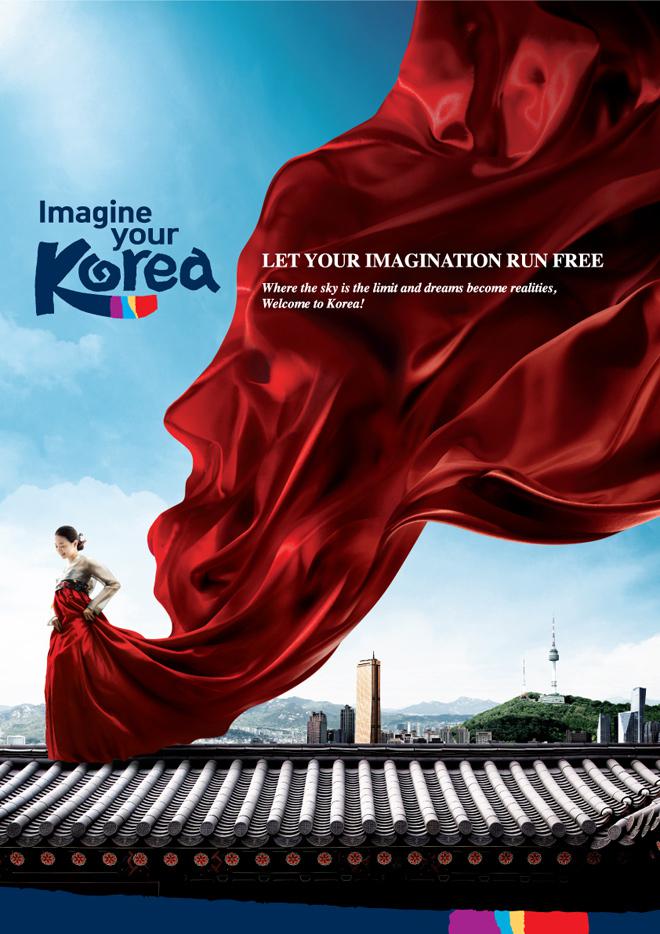 Imagine
your
Korea
LET YOUR IMAGINATION RUN FREE
Where the sky is the limit and dreams become realities,
Welcome to Korea!